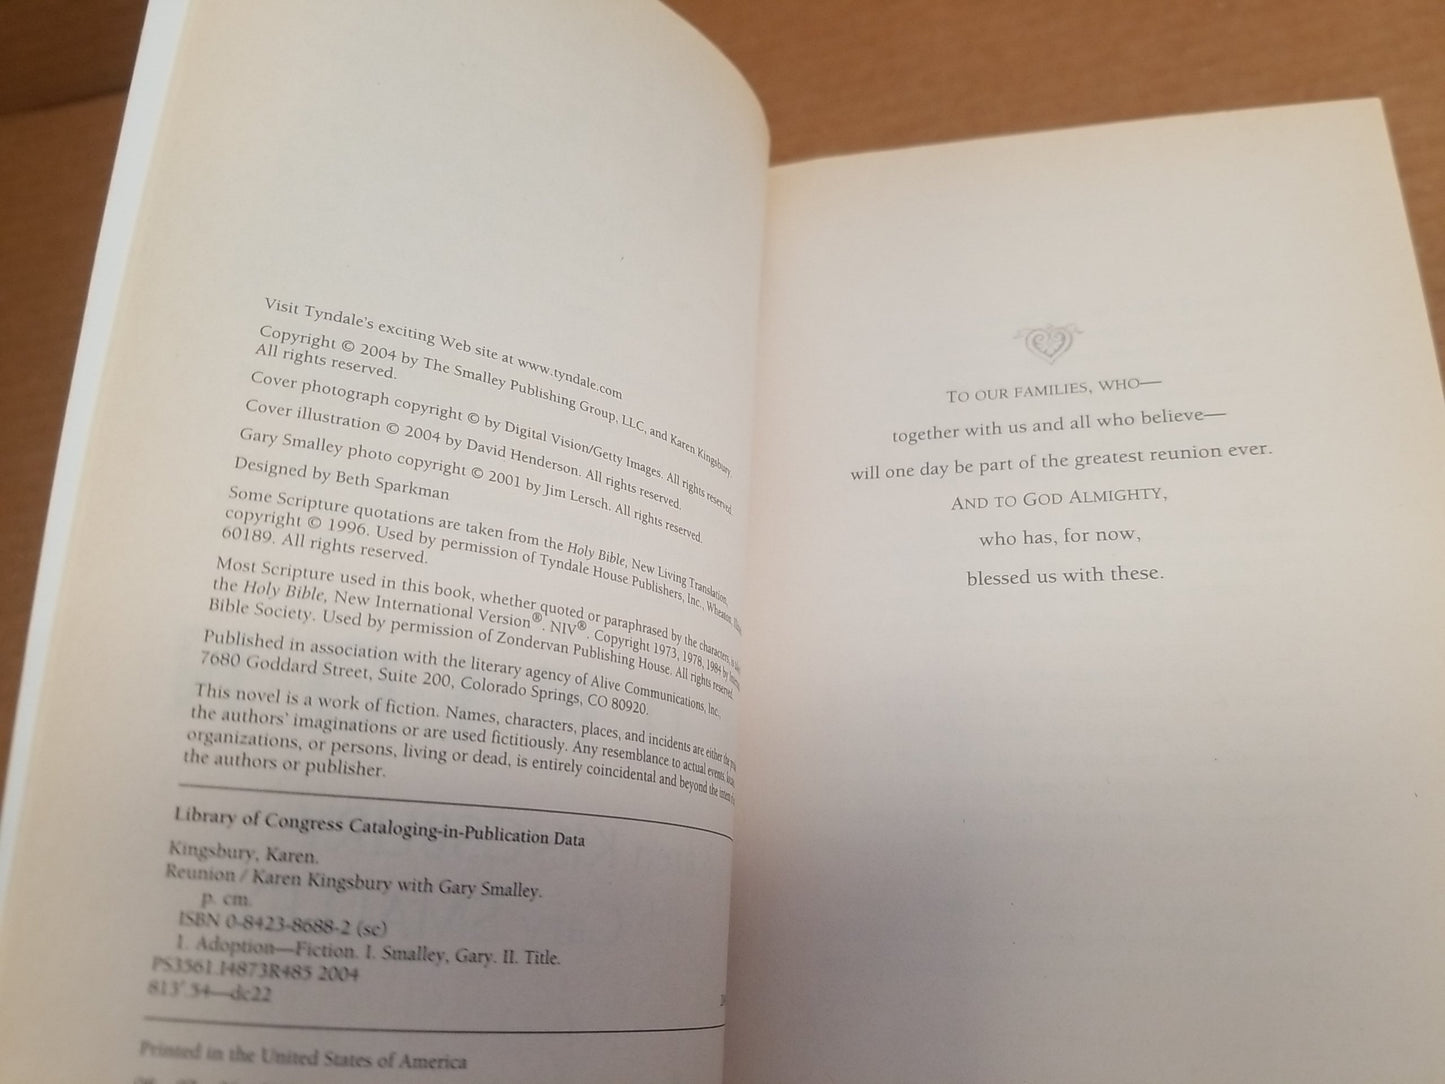 Visit Tyndale's exciting Web site at www.tyndale.com
Copyright © 2004 by The Smalley Publishing Group, LLC, and Karen Kingsbury.
All rights reserved.
Cover photograph copyright © by Digital Vision/Getty Images. All rights reserved.
Cover illustration © 2004 by David Henderson. All rights reserved.
Gary Smalley photo copyright © 2001 by Jim Lersch. All rights reserved.
Designed by Beth Sparkman
Some Scripture quotations are taken from the Holy Bible, New Living Translation,
copyright © 1996. Used by permission of Tyndale House Publishers, Inc., Wheaton,
60189. All rights reserved.
Most Scripture used in this book, whether quoted or paraphrased by the characters, is
the Holy Bible, New International Version®. NIV®. Copyright 1973, 1978, 1984 by
Bible Society. Used by permission of Zondervan Publishing House. All rights reserved.
Published in association with the literary agency of Alive Communications, Inc.,
7680 Goddard Street, Suite 200, Colorado Springs, CO 80920.
This novel is a work of fiction. Names, characters, places, and incidents are either the
the authors' imaginations or are used fictitiously. Any resemblance to actual events,
organizations, or persons, living or dead, is entirely coincidental and beyond the intent
the authors or publisher.
Library of Congress Cataloging-in-Publication Data
Kingsbury, Karen.
Reunion / Karen Kingsbury with Gary Smalley.
p. cm.
ISBN 0-8423-8688-2 (sc)
1. Adoption—Fiction. I. Smalley, Gary. II. Title.
PS3561.I4873R485 2004
813'.54—dc22
Printed in the United States of America
TO OUR FAMILIES, WHO—
together with us and all who believe—
will one day be part of the greatest reunion ever.
AND TO GOD ALMIGHTY,
who has, for now,
blessed us with these.